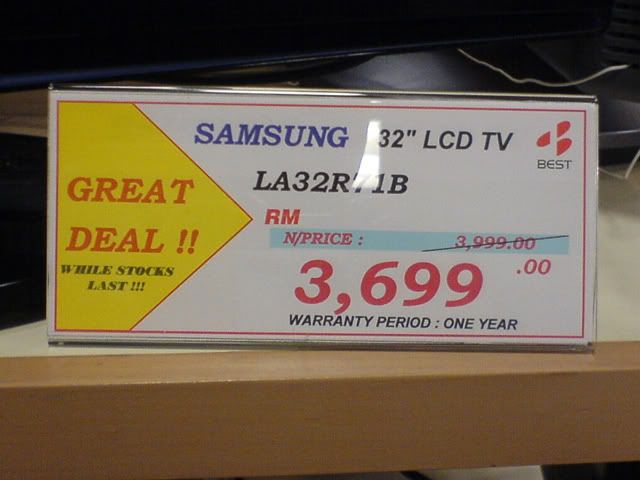 SAMSUNG 32" LCD TV
BEST
LA32R71B
GREAT
DEAL !!
WHILE STOCKS
LAST !!!
RM
N/PRICE : 3,999.00
3,699.00
WARRANTY PERIOD : ONE YEAR